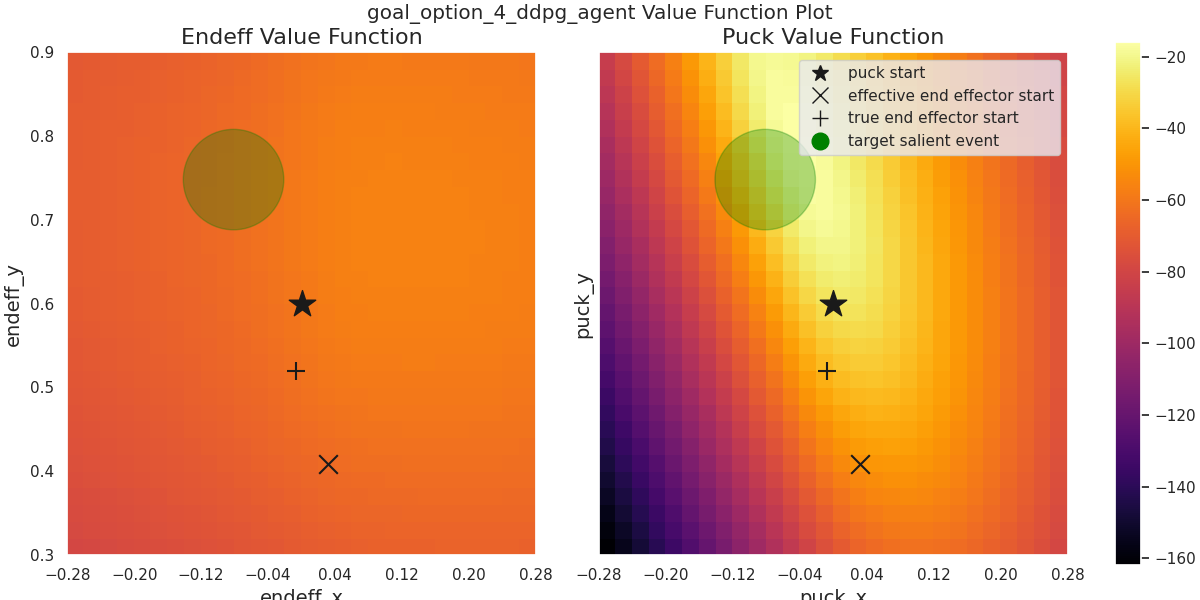 goal_option_4_ddpg_agent Value Function Plot
Endeff Value Function
Puck Value Function
0.9
0.8
0.7
0.6
0.5
0.4
0.3
endeff_y
−0.28 −0.20 −0.12 −0.04 0.04 0.12 0.20 0.28
endeff_x
puck_y
puck start
effective end effector start
true end effector start
target salient event
−0.28 −0.20 −0.12 −0.04 0.04 0.12 0.20 0.28
puck_x
−20
−40
−60
−80
−100
−120
−140
−160